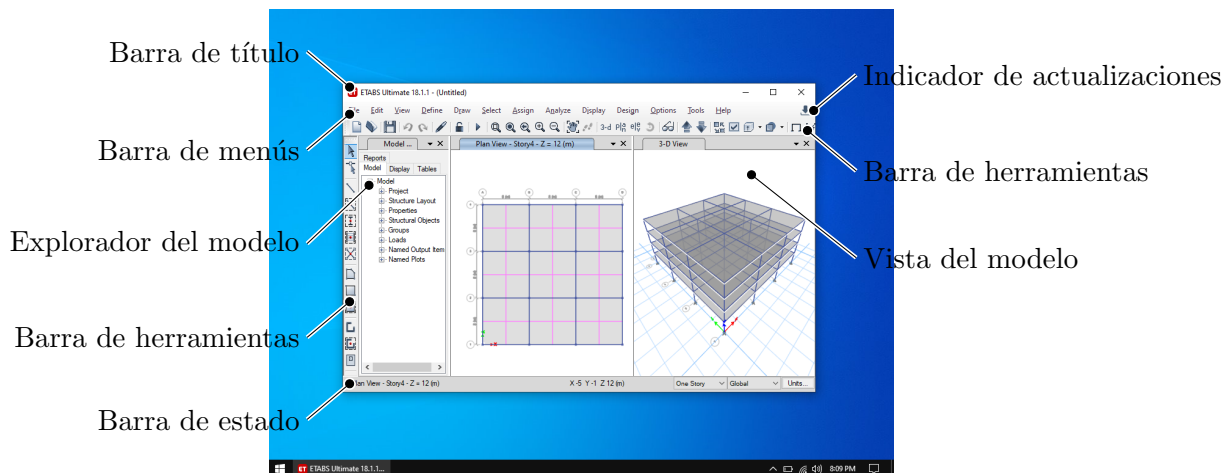 Barra de título
Barra de menús
Explorador del modelo
Barra de herramientas
Barra de estado
Indicador de actualizaciones
Barra de herramientas
Vista del modelo
ETABS Ultimate 18.1.1 - (Untitled)
Edit View Define Draw Select Assign Analyze Display Design Options Tools Help
3-d
Model ...
Plan View - Story4 - Z = 12 (m)
3-D View
Reports
Model Display Tables
Model
Project
Structure Layout
Properties
Structural Objects
Groups
Loads
Named Output Item
Named Plots
Plan View - Story4 - Z = 12 (m)
X -5 Y -1 Z 12 (m)
One Story
Global
Units...
ET ETABS Ultimate 18.1.1...
8:09 PM